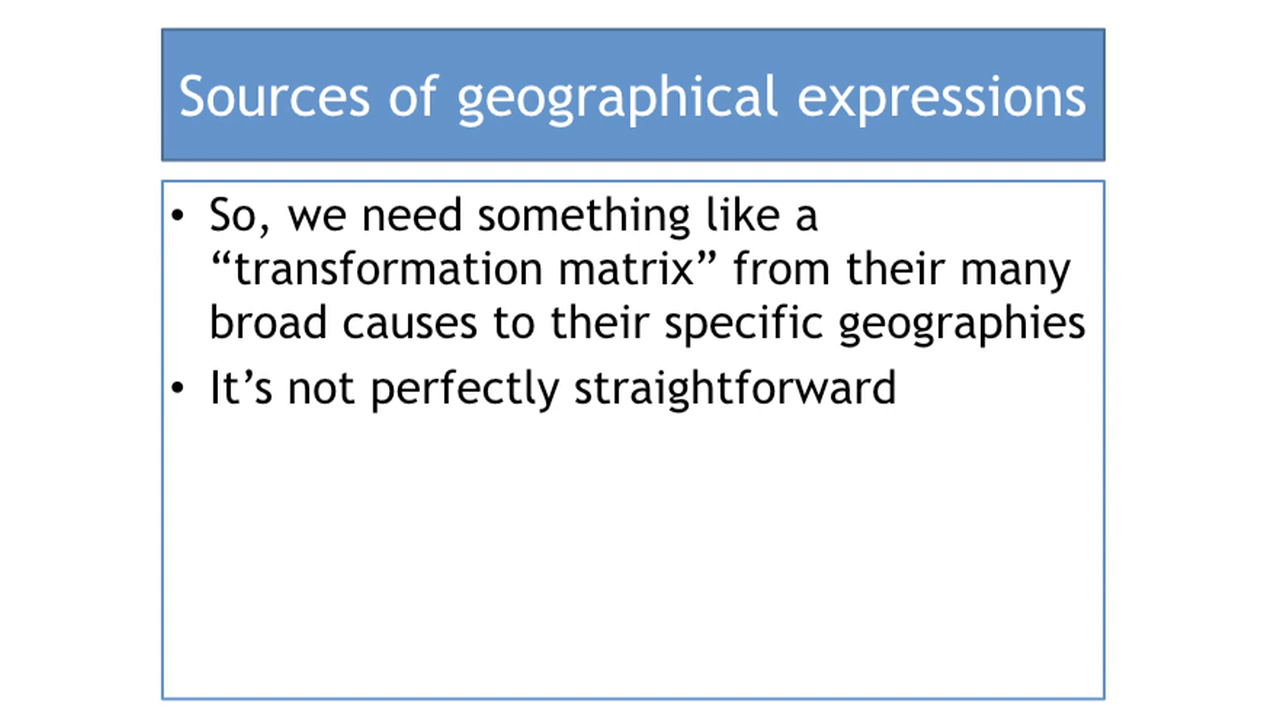 Sources of geographical expressions
• So, we need something like a
“transformation matrix” from their many
broad causes to their specific geographies
• It’s not perfectly straightforward